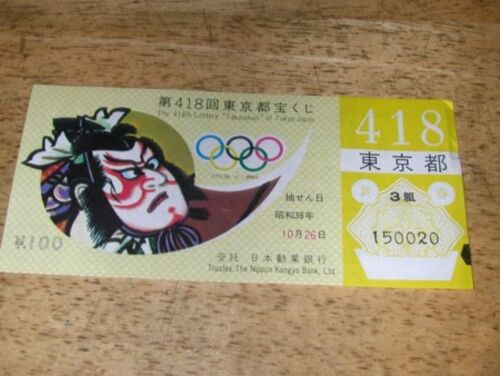 第418回東京都宝くじ
The 418th Lottery "Takarakuji" of Tokyo Japan
抽せん日
昭和38年
10月26日
¥100
受託 日本勧業銀行
Trustee: The Nippon Kangyo Bank, Ltd
418
東京都
3組
150020